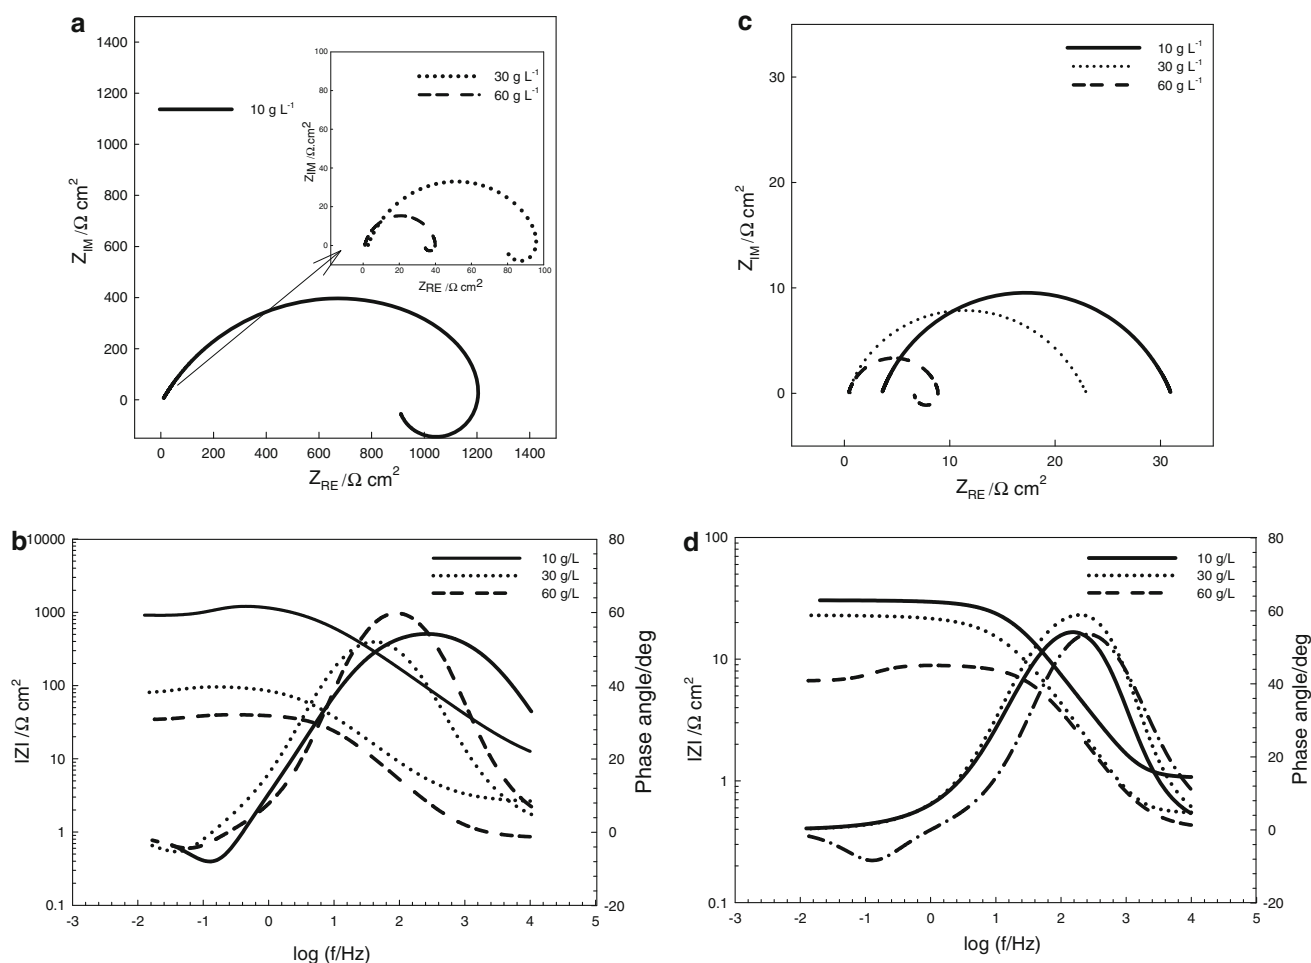 a
1400
1200
1000
800
600
400
200
0
Z_IM /Ω cm²
10 g L⁻¹
0 200 400 600 800 1000 1200 1400
Z_RE /Ω cm²
100
80
60
40
20
0
Z_IM /Ω.cm²
30 g L⁻¹
60 g L⁻¹
0 20 40 60 80 100
Z_RE /Ω cm²
c
30
20
10
0
Z_IM /Ω cm²
10 g L⁻¹
30 g L⁻¹
60 g L⁻¹
0 10 20 30
Z_RE /Ω cm²
b
10000
1000
100
10
1
0.1
IZI /Ω cm²
10 g/L
30 g/L
60 g/L
80
60
40
20
0
-20
Phase angle/deg
-3 -2 -1 0 1 2 3 4 5
log (f/Hz)
d
100
10
1
0.1
IZI /Ω cm²
10 g/L
30 g/L
60 g/L
80
60
40
20
0
-20
Phase angle/deg
-3 -2 -1 0 1 2 3 4 5
log (f/Hz)